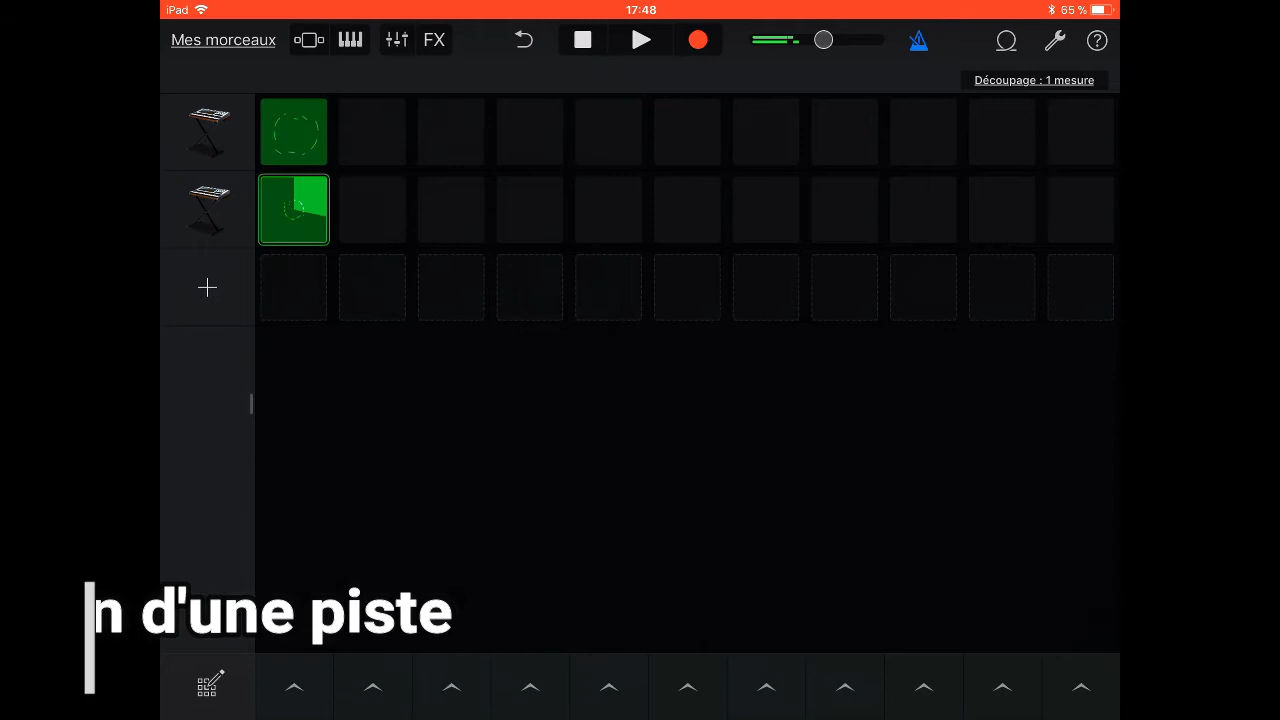 iPad
17:48
65 %
Mes morceaux
FX
Découpage : 1 mesure
n d'une piste